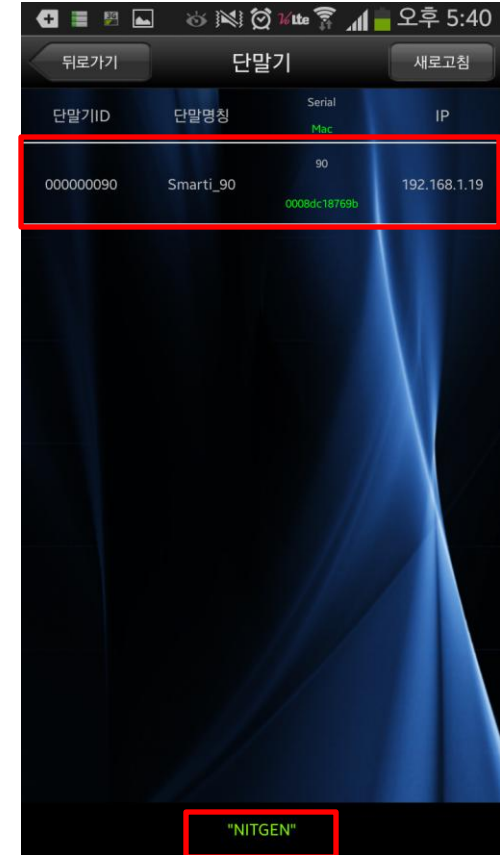 오후 5:40
뒤로가기 단말기 새로고침
단말기ID 단말명칭 Serial IP
Mac
90
000000090 Smarti_90 192.168.1.19
0008dc18769b
"NITGEN"